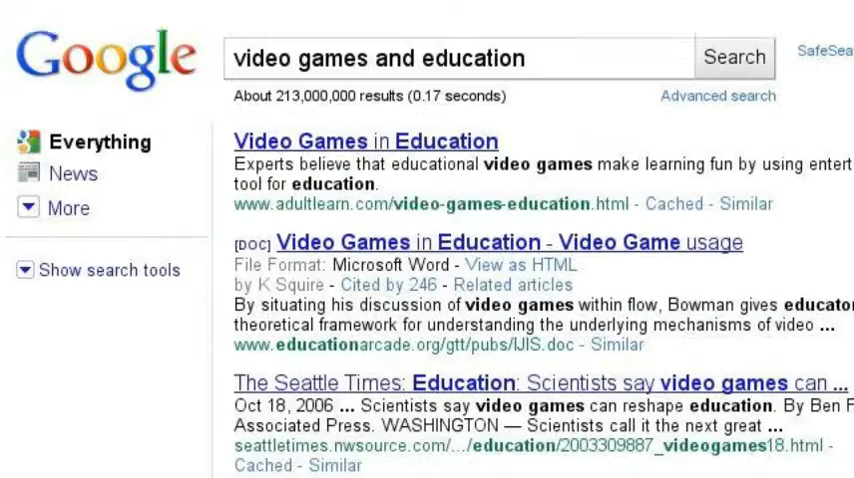 Google
video games and education
Search
SafeSea
About 213,000,000 results (0.17 seconds)
Advanced search
Everything
News
More
Show search tools
Video Games in Education
Experts believe that educational video games make learning fun by using entert
tool for education.
www.adultlearn.com/video-games-education.html - Cached - Similar
[DOC] Video Games in Education - Video Game usage
File Format: Microsoft Word - View as HTML
by K Squire - Cited by 246 - Related articles
By situating his discussion of video games within flow, Bowman gives educator
theoretical framework for understanding the underlying mechanisms of video ...
www.educationarcade.org/gtt/pubs/IJIS.doc - Similar
The Seattle Times: Education: Scientists say video games can ...
Oct 18, 2006 ... Scientists say video games can reshape education. By Ben F
Associated Press. WASHINGTON — Scientists call it the next great ...
seattletimes.nwsource.com/.../education/2003309887_videogames18.html -
Cached - Similar